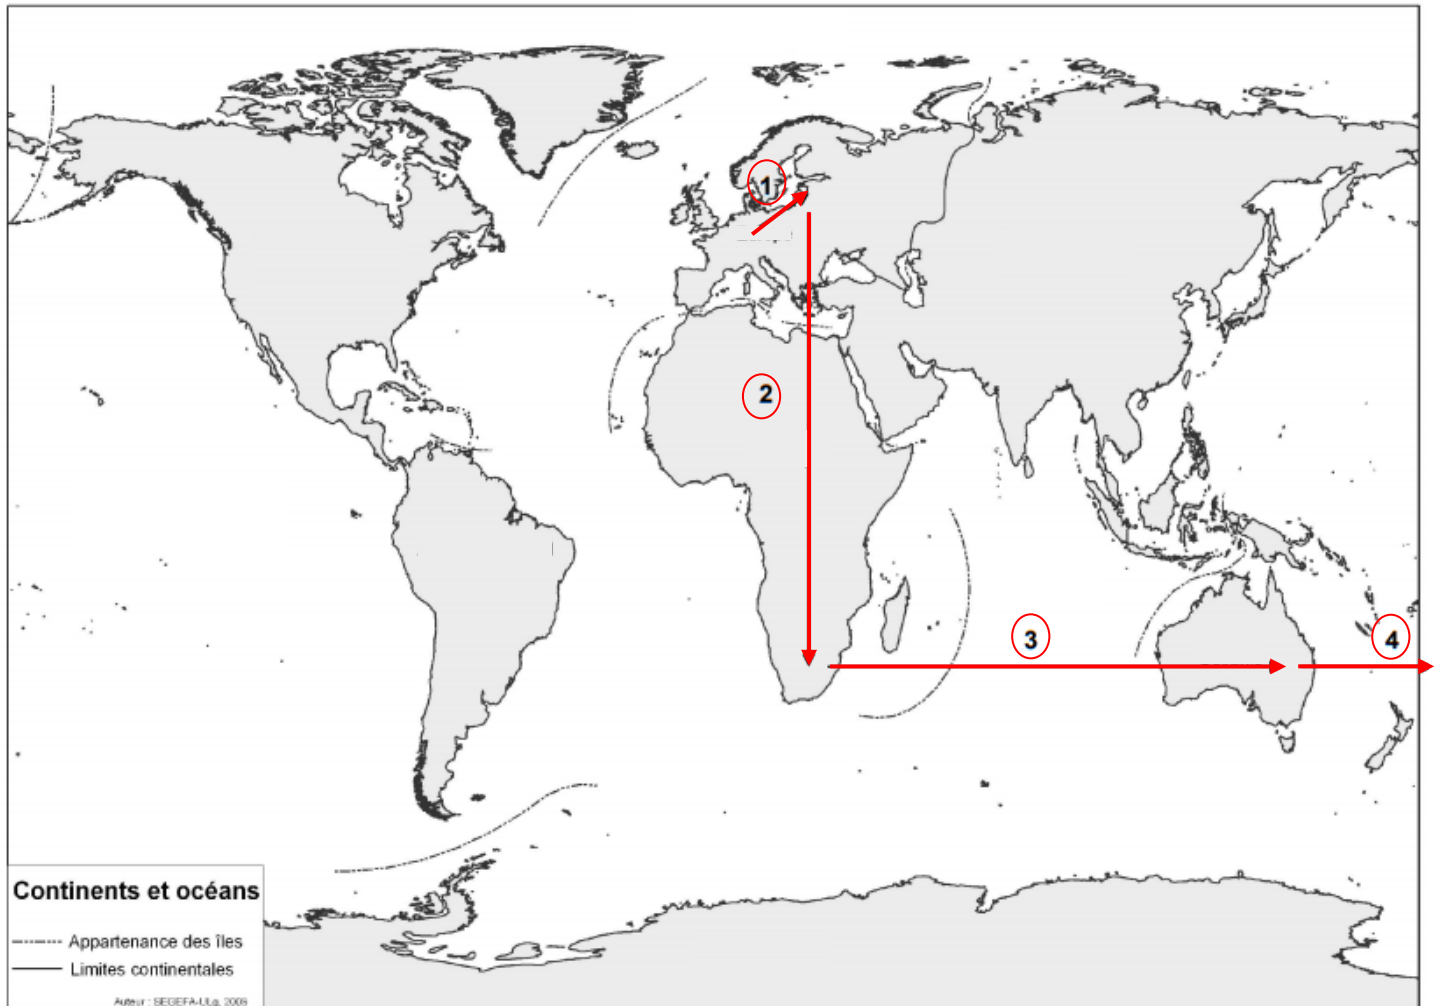 1
2
3
4
Continents et océans
Appartenance des îles
Limites continentales
Auteur : SEGEFA-ULg, 2009